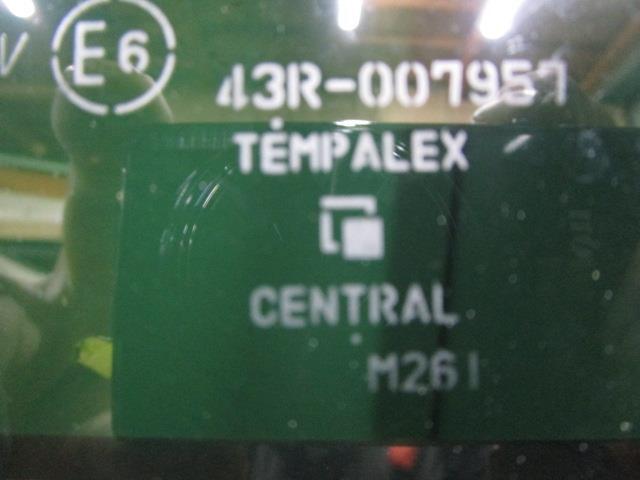 V E6
43R-007957
TEMPALEX
CENTRAL
M261